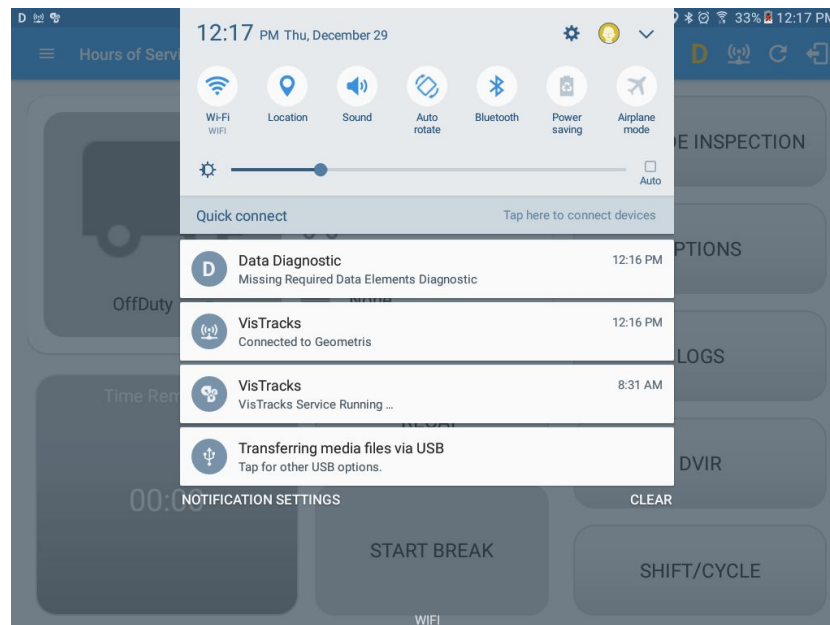 D
33% 12:17 PM
12:17 PM Thu, December 29
Hours of Servi
D
Wi-Fi
WIFI
Location
Sound
Auto
rotate
Bluetooth
Power
saving
Airplane
mode
Auto
Quick connect
Tap here to connect devices
D
Data Diagnostic
12:16 PM
Missing Required Data Elements Diagnostic
VisTracks
12:16 PM
Connected to Geometris
VisTracks
8:31 AM
VisTracks Service Running ...
Transferring media files via USB
Tap for other USB options.
NOTIFICATION SETTINGS
CLEAR
E INSPECTION
PTIONS
LOGS
DVIR
SHIFT/CYCLE
OffDuty
Time Rem
00:0
START BREAK
WIFI